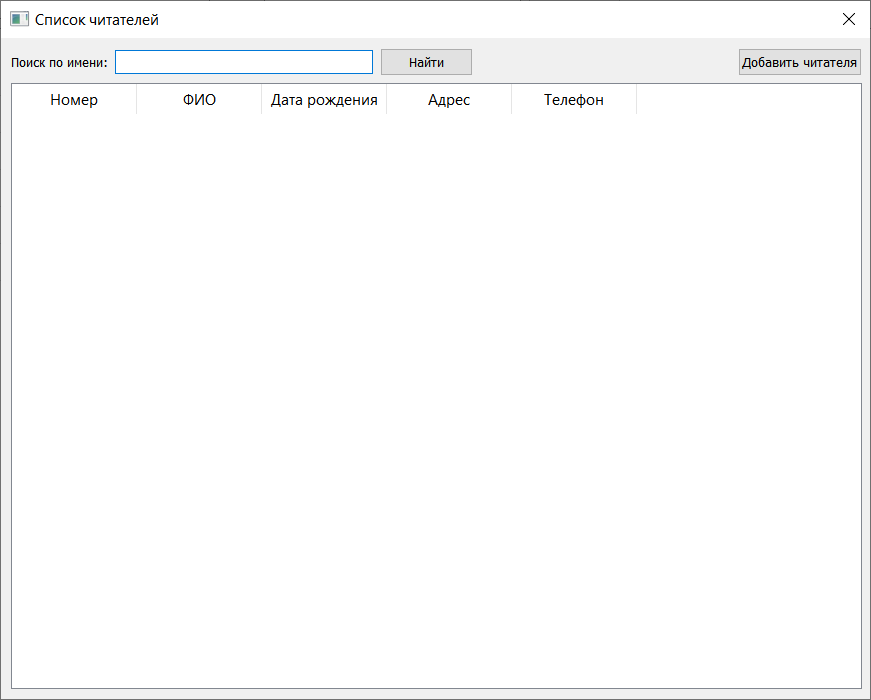 Список читателей
Поиск по имени: Найти Добавить читателя
Номер ФИО Дата рождения Адрес Телефон